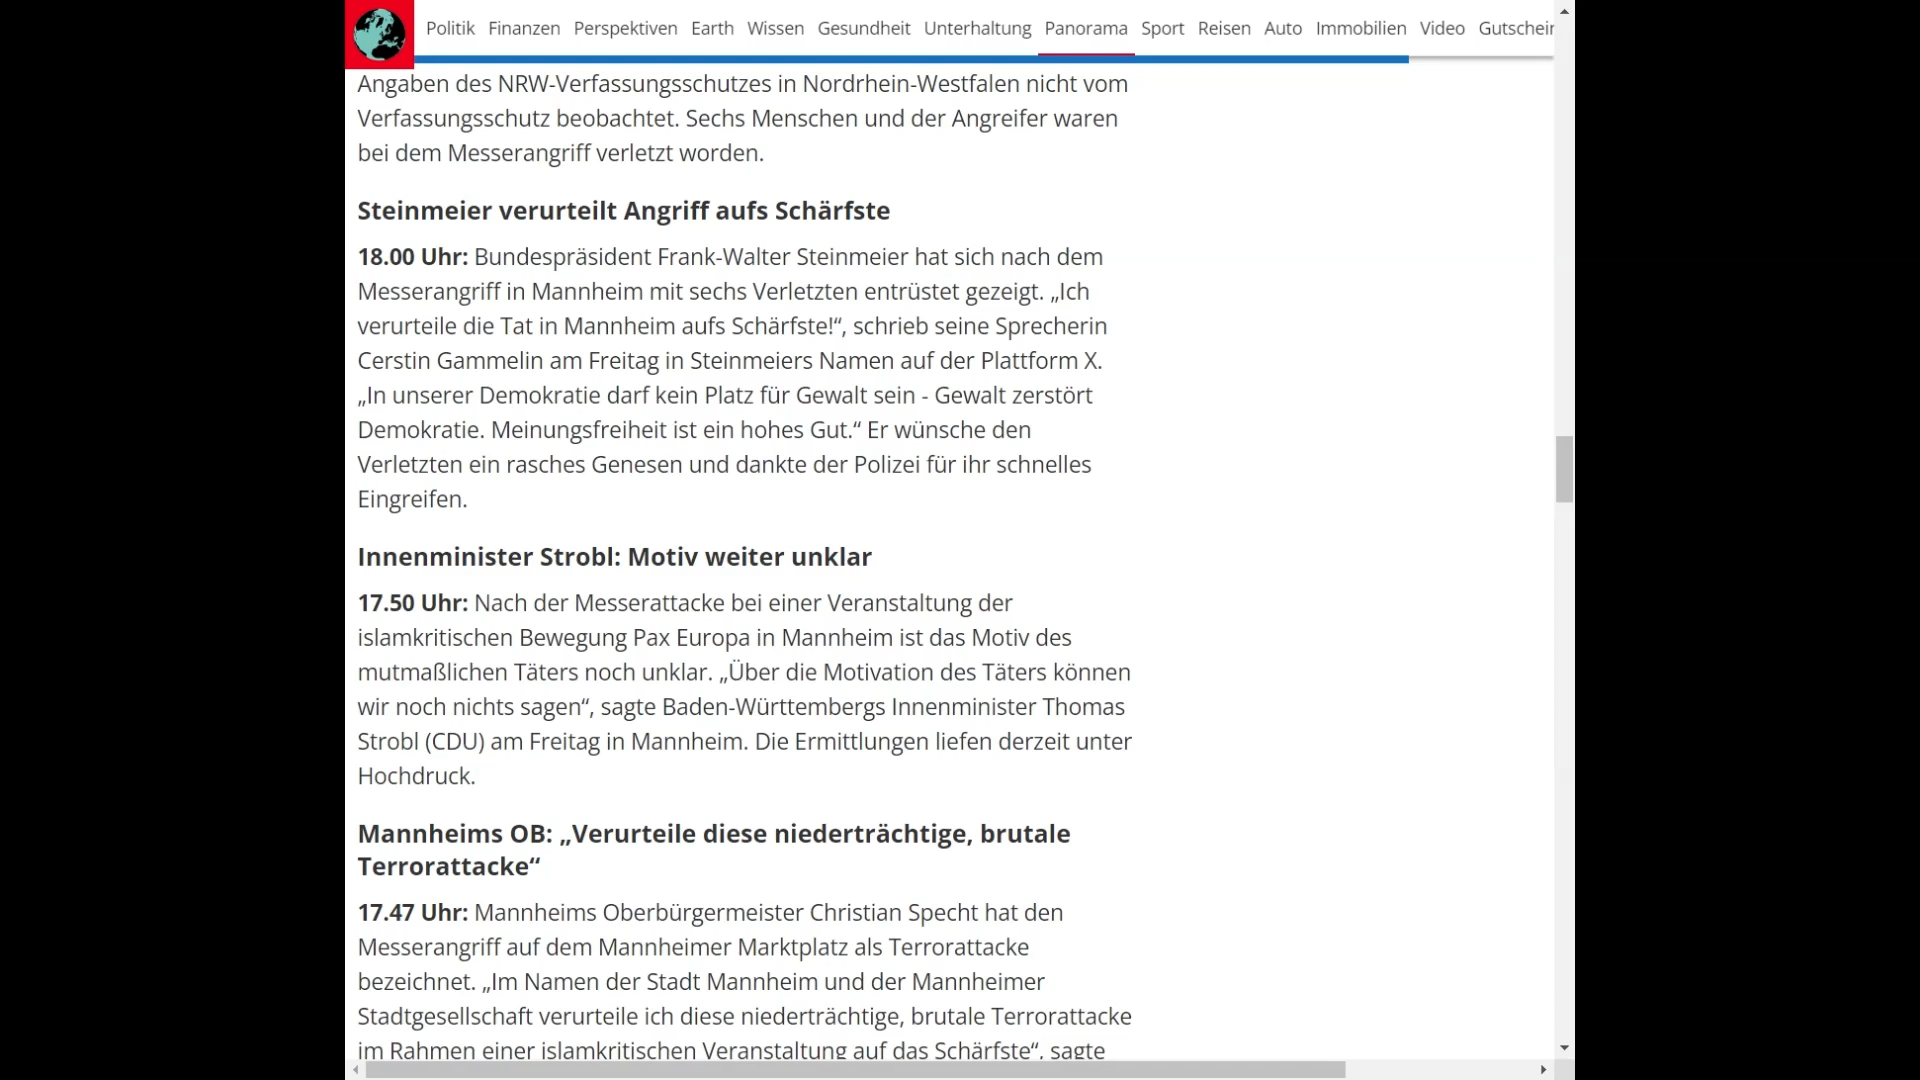 Politik Finanzen Perspektiven Earth Wissen Gesundheit Unterhaltung Panorama Sport Reisen Auto Immobilien Video
Angaben des NRW-Verfassungsschutzes in Nordrhein-Westfalen nicht vom
Verfassungsschutz beobachtet. Sechs Menschen und der Angreifer waren
bei dem Messerangriff verletzt worden.
Steinmeier verurteilt Angriff aufs Schärfste
18.00 Uhr: Bundespräsident Frank-Walter Steinmeier hat sich nach dem
Messerangriff in Mannheim mit sechs Verletzten entrüstet gezeigt. „Ich
verurteile die Tat in Mannheim aufs Schärfste!“, schrieb seine Sprecherin
Cerstin Gammelin am Freitag in Steinmeiers Namen auf der Plattform X.
„In unserer Demokratie darf kein Platz für Gewalt sein - Gewalt zerstört
Demokratie. Meinungsfreiheit ist ein hohes Gut.“ Er wünsche den
Verletzten ein rasches Genesen und dankte der Polizei für ihr schnelles
Eingreifen.
Innenminister Strobl: Motiv weiter unklar
17.50 Uhr: Nach der Messerattacke bei einer Veranstaltung der
islamkritischen Bewegung Pax Europa in Mannheim ist das Motiv des
mutmaßlichen Täters noch unklar. „Über die Motivation des Täters können
wir noch nichts sagen“, sagte Baden-Württembergs Innenminister Thomas
Strobl (CDU) am Freitag in Mannheim. Die Ermittlungen liefen derzeit unter
Hochdruck.
Mannheims OB: „Verurteile diese niederträchtige, brutale
Terrorattacke“
17.47 Uhr: Mannheims Oberbürgermeister Christian Specht hat den
Messerangriff auf dem Mannheimer Marktplatz als Terrorattacke
bezeichnet. „Im Namen der Stadt Mannheim und der Mannheimer
Stadtgesellschaft verurteile ich diese niederträchtige, brutale Terrorattacke
im Rahmen einer islamkritischen Veranstaltung auf das Schärfste“, sagte